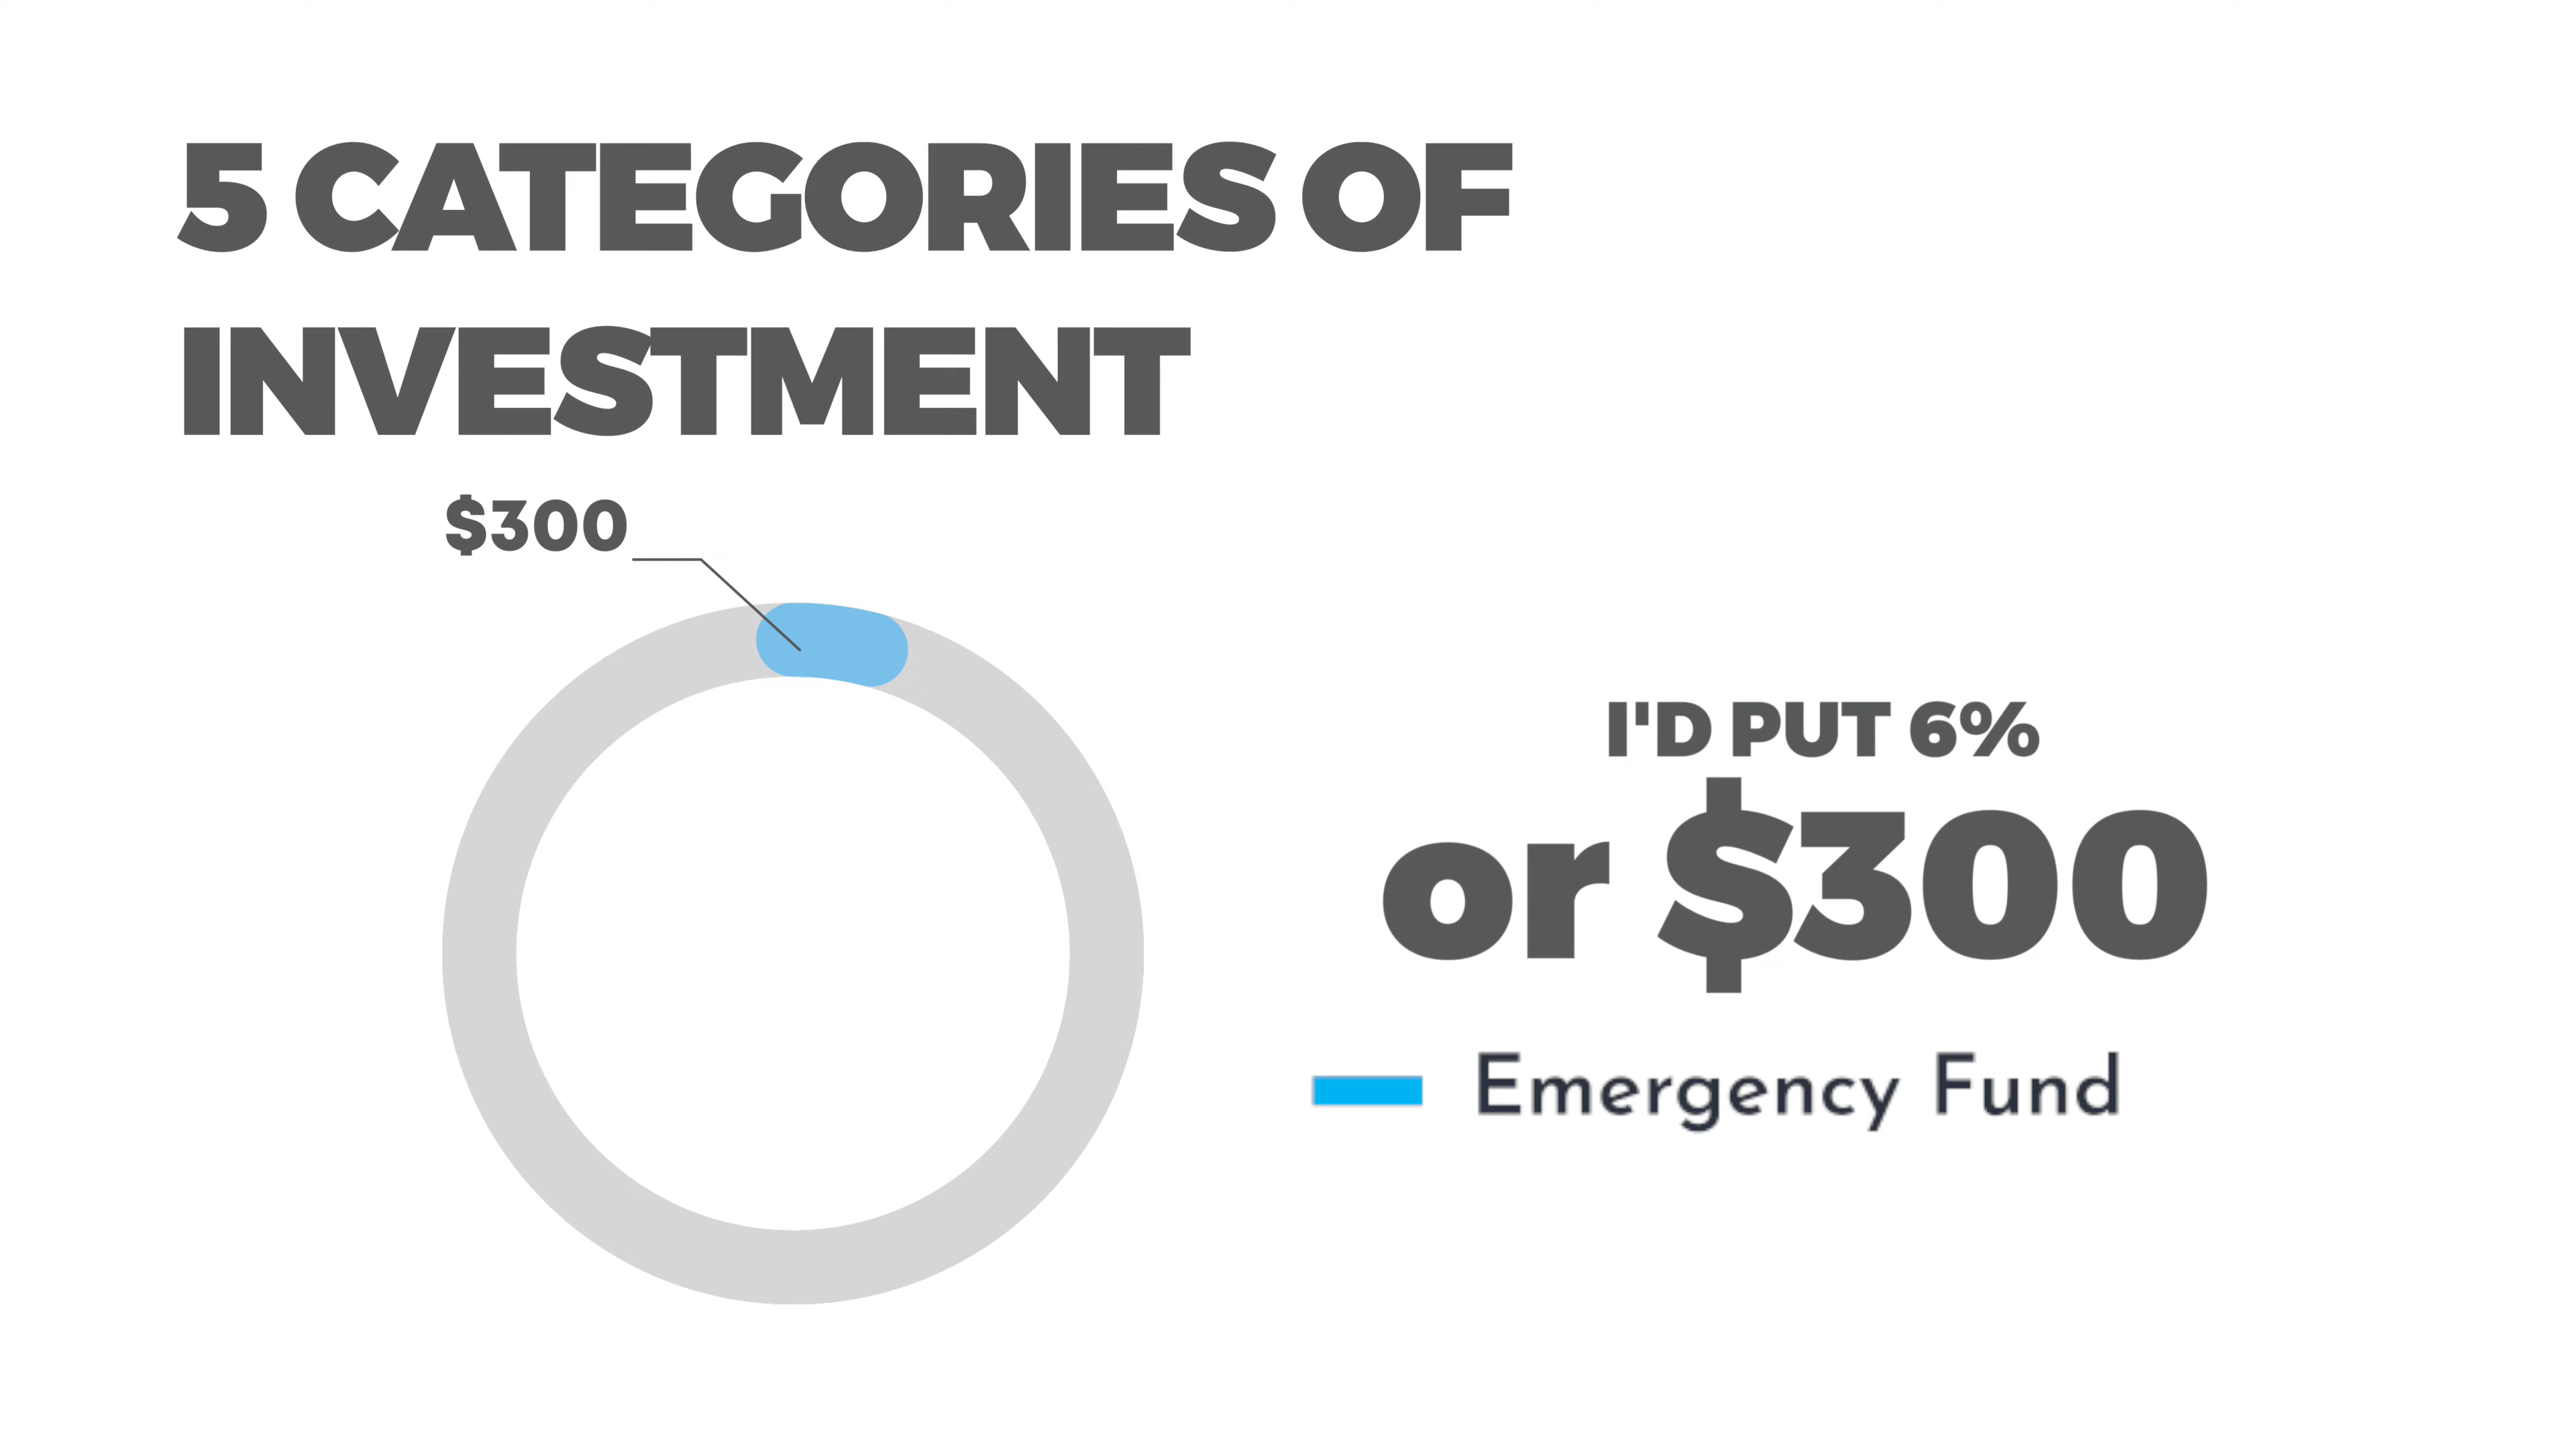 5 CATEGORIES OF
INVESTMENT
$300
I'D PUT 6%
or $300
Emergency Fund